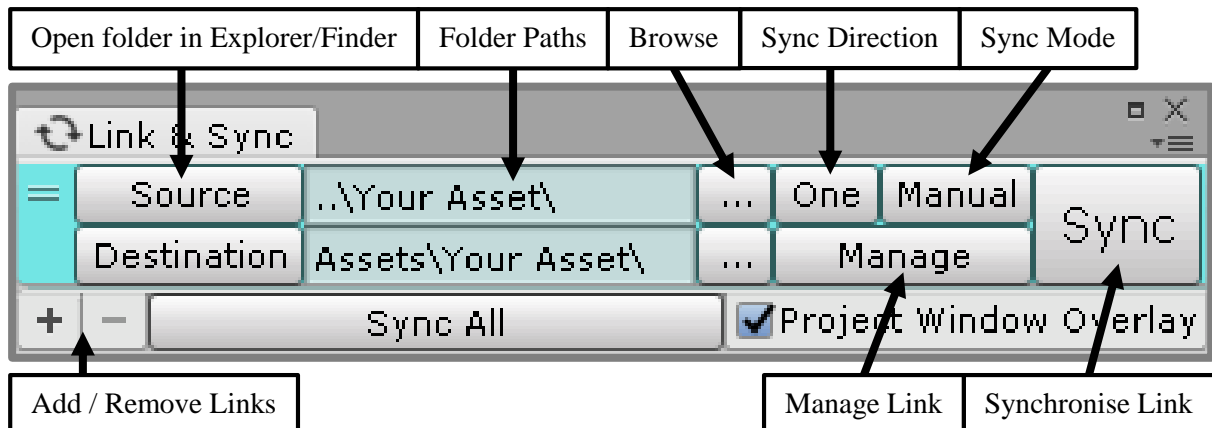 Open folder in Explorer/Finder Folder Paths Browse Sync Direction Sync Mode
Link & Sync
Source ..\Your Asset\ ... One Manual
Sync
Destination Assets\Your Asset\ ... Manage
+ - Sync All Project Window Overlay
Add / Remove Links Manage Link Synchronise Link